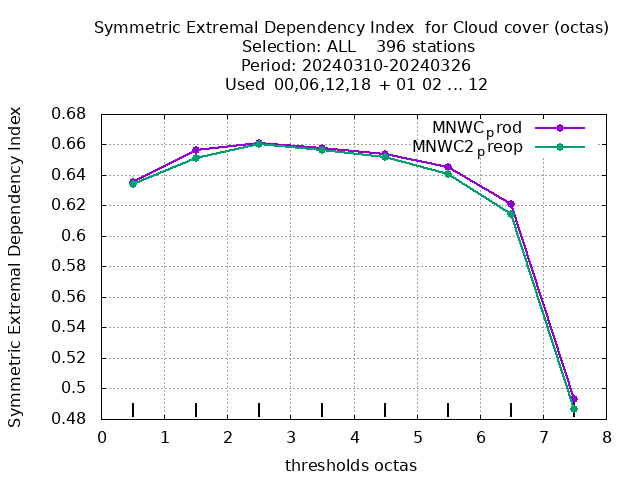 Symmetric Extremal Dependency Index  for Cloud cover (octas)
Selection: ALL    396 stations
Period: 20240310-20240326
Used  00,06,12,18  + 01 02 ... 12
Symmetric Extremal Dependency Index
0.68
0.66
0.64
0.62
0.6
0.58
0.56
0.54
0.52
0.5
0.48
MNWC_prod
MNWC2_preop
0 1 2 3 4 5 6 7 8
thresholds octas